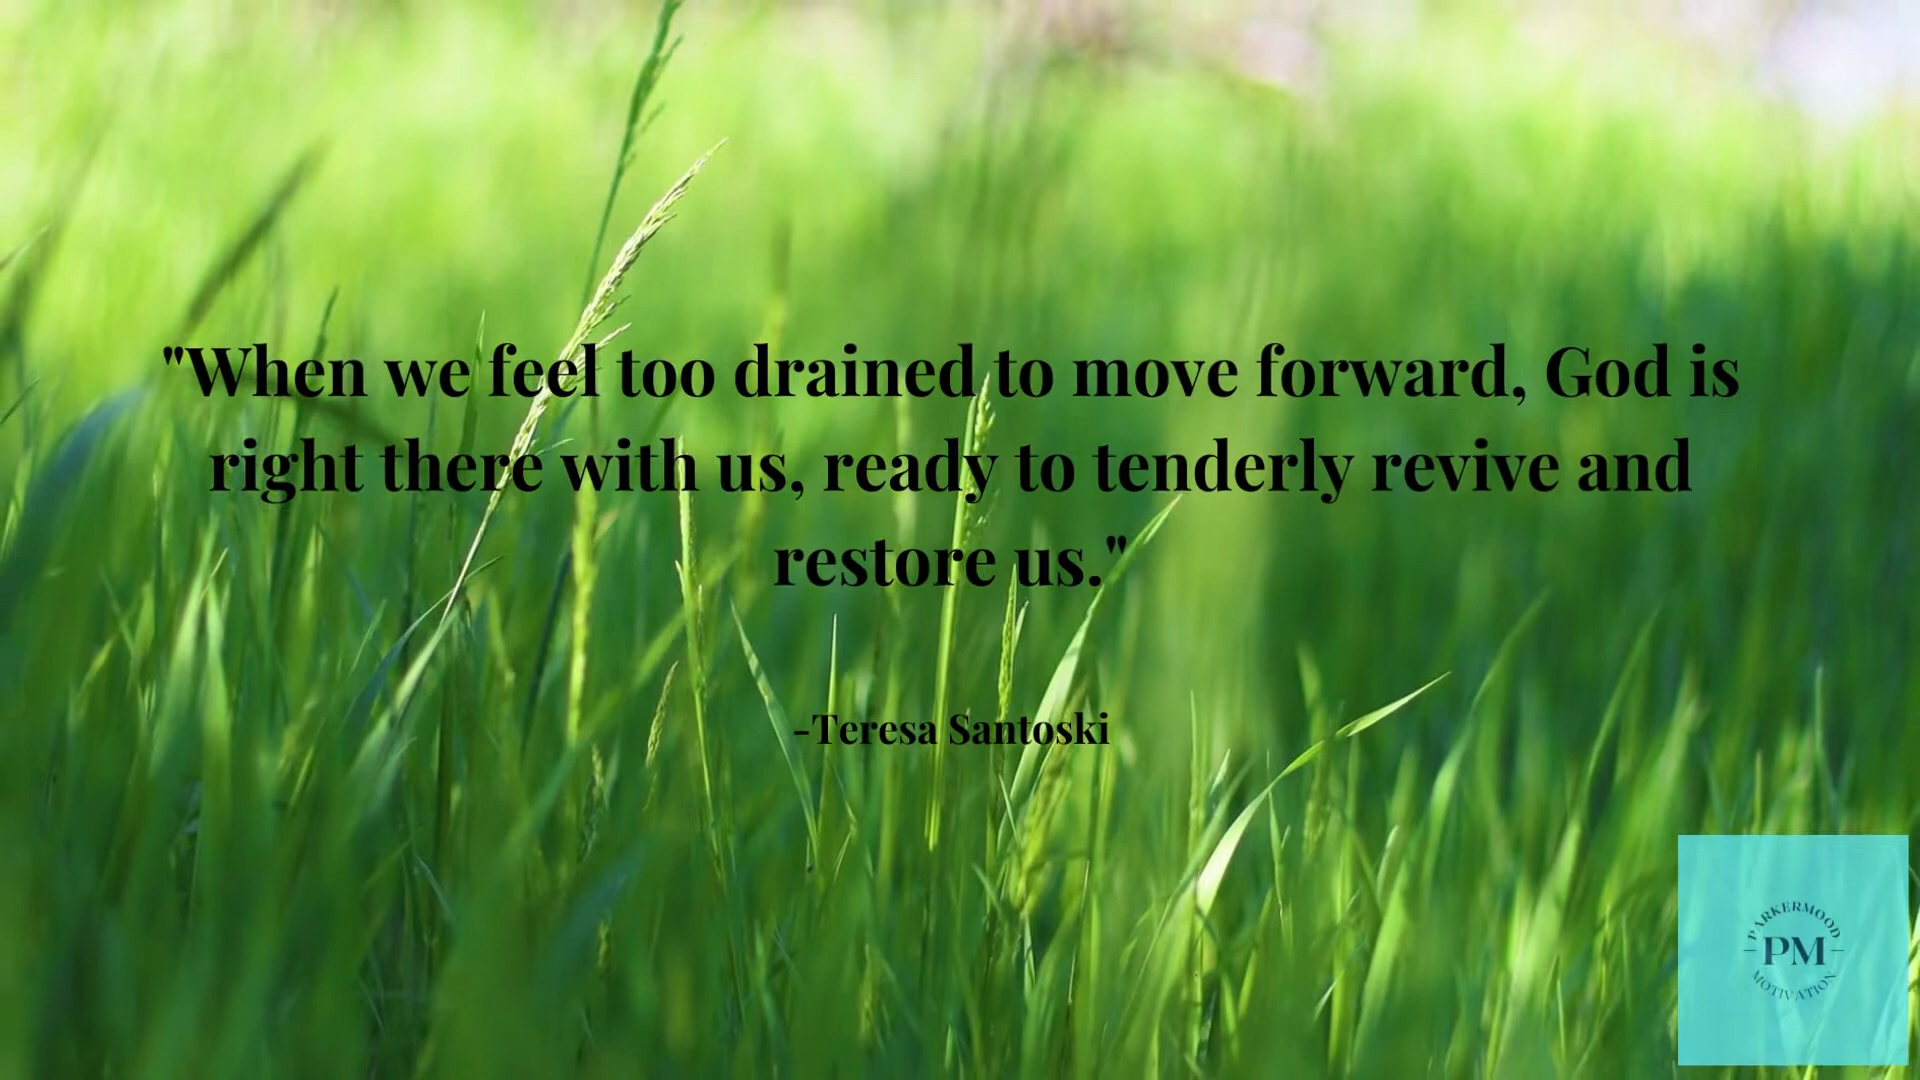 "When we feel too drained to move forward, God is
right there with us, ready to tenderly revive and
restore us."
-Teresa Santoski
PARKERMOOD
PM
MOTIVATION